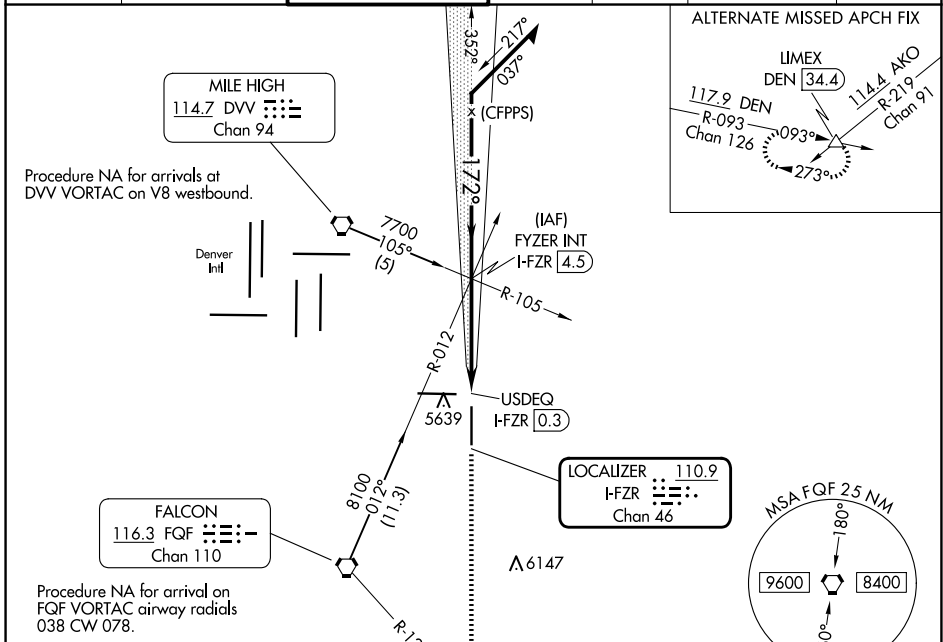 ALTERNATE MISSED APCH FIX
LIMEX
DEN 34.4
114.4 AKO
R-219
Chan 91
117.9 DEN
R-093
Chan 126
093°
273°
352°
217°
037°
x (CFPPS)
172°
MILE HIGH
114.7 DVV
Chan 94
Procedure NA for arrivals at
DVV VORTAC on V8 westbound.
Denver
Intl
7700
105°
(5)
(IAF)
FYZER INT
I-FZR 4.5
R-105
R-012
USDEQ
I-FZR 0.3
5639
LOCALIZER 110.9
I-FZR
Chan 46
8100
012°
(11.3)
FALCON
116.3 FQF
Chan 110
6147
Procedure NA for arrival on
FQF VORTAC airway radials
038 CW 078.
MSA FQF 25 NM
180°
9600
8400